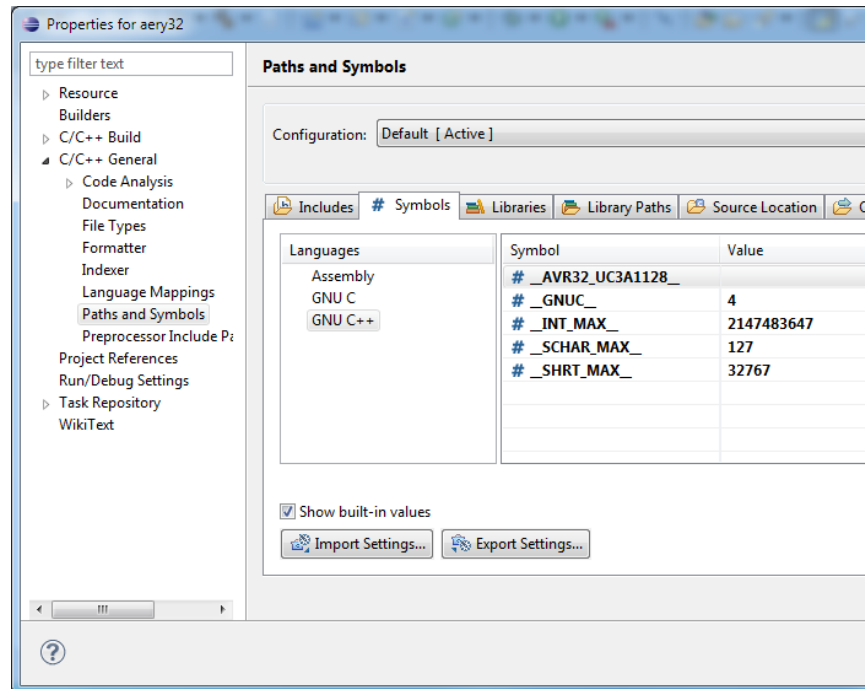 Properties for aery32
type filter text
Resource
Builders
C/C++ Build
C/C++ General
Code Analysis
Documentation
File Types
Formatter
Indexer
Language Mappings
Paths and Symbols
Preprocessor Include Pa
Project References
Run/Debug Settings
Task Repository
WikiText
Paths and Symbols
Configuration: Default [ Active ]
Includes # Symbols Libraries Library Paths Source Location
Languages
Assembly
GNU C
GNU C++
Symbol Value
# __AVR32_UC3A1128__
# __GNUC__ 4
# __INT_MAX__ 2147483647
# __SCHAR_MAX__ 127
# __SHRT_MAX__ 32767
Show built-in values
Import Settings... Export Settings...
?